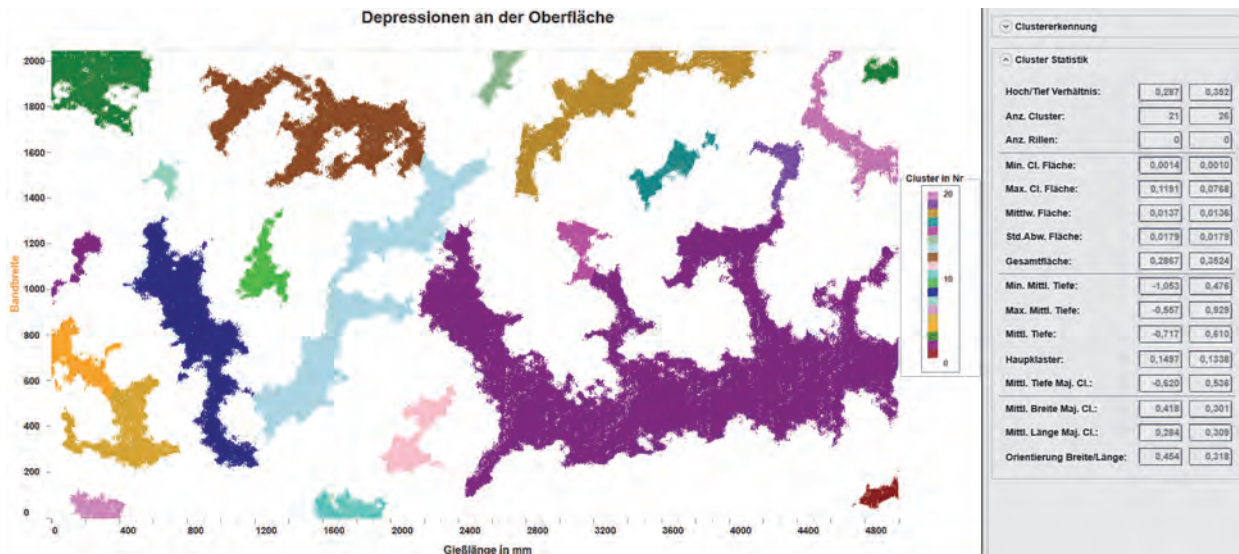 Depressionen an der Oberfläche
2000
1800
1600
1400
1200
1000
800
600
400
200
0
Bandbreite
0 400 800 1200 1600 2000 2400 2800 3200 3600 4000 4400 4800
Gießlänge in mm
Cluster in Nr
20
10
0
Clustererkennung
Cluster Statistik
Hoch/Tief Verhältnis: 0,287 0,352
Anz. Cluster: 21 26
Anz. Rillen: 0 0
Min. Cl. Fläche: 0,0014 0,0010
Max. Cl. Fläche: 0,1191 0,0768
Mittlw. Fläche: 0,0137 0,0136
Std.Abw. Fläche: 0,0179 0,0179
Gesamtfläche: 0,2867 0,3524
Min. Mittl. Tiefe: -1,053 0,476
Max. Mittl. Tiefe: -0,557 0,929
Mittl. Tiefe: -0,717 0,610
Haupklaster: 0,1497 0,1338
Mittl. Tiefe Maj. Cl.: -0,620 0,536
Mittl. Breite Maj. Cl.: 0,418 0,301
Mittl. Länge Maj. Cl.: 0,284 0,309
Orientierung Breite/Länge: 0,454 0,318